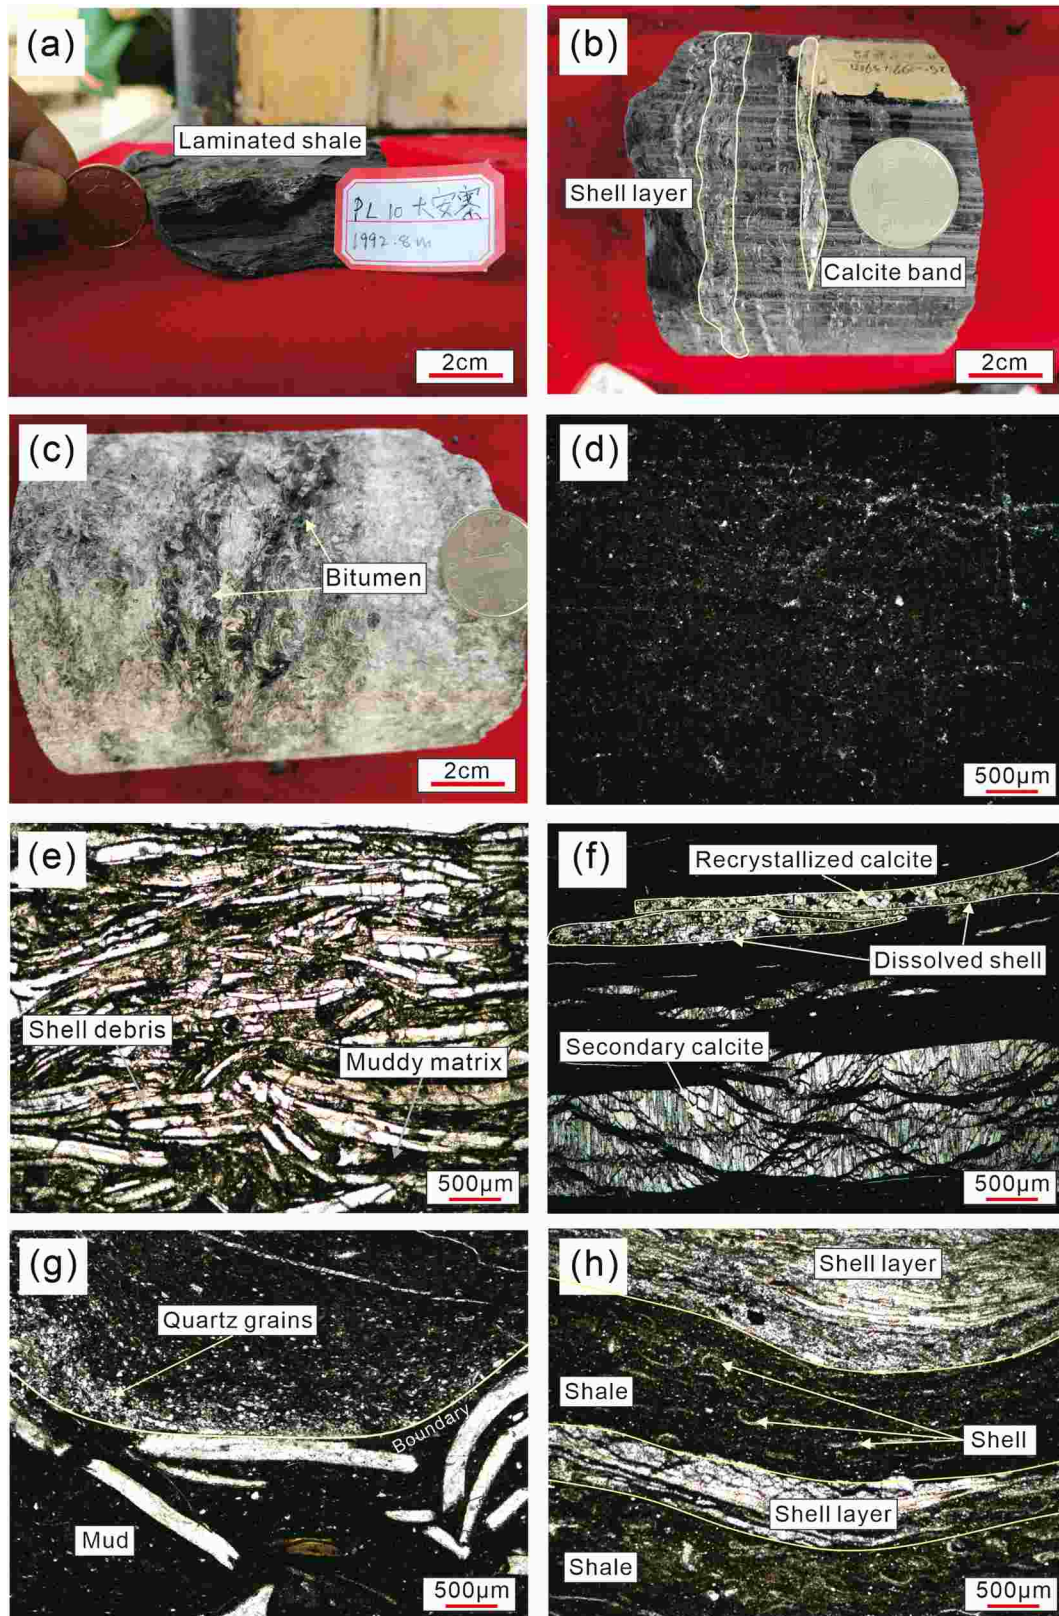 (a)
Laminated shale
PL 10 大安寨
1992.8m
2cm
(b)
Shell layer
Calcite band
2cm
(c)
Bitumen
2cm
(d)
500μm
(e)
Shell debris
Muddy matrix
500μm
(f)
Recrystallized calcite
Dissolved shell
Secondary calcite
500μm
(g)
Quartz grains
Boundary
Mud
500μm
(h)
Shell layer
Shale
Shell
Shell layer
Shale
500μm